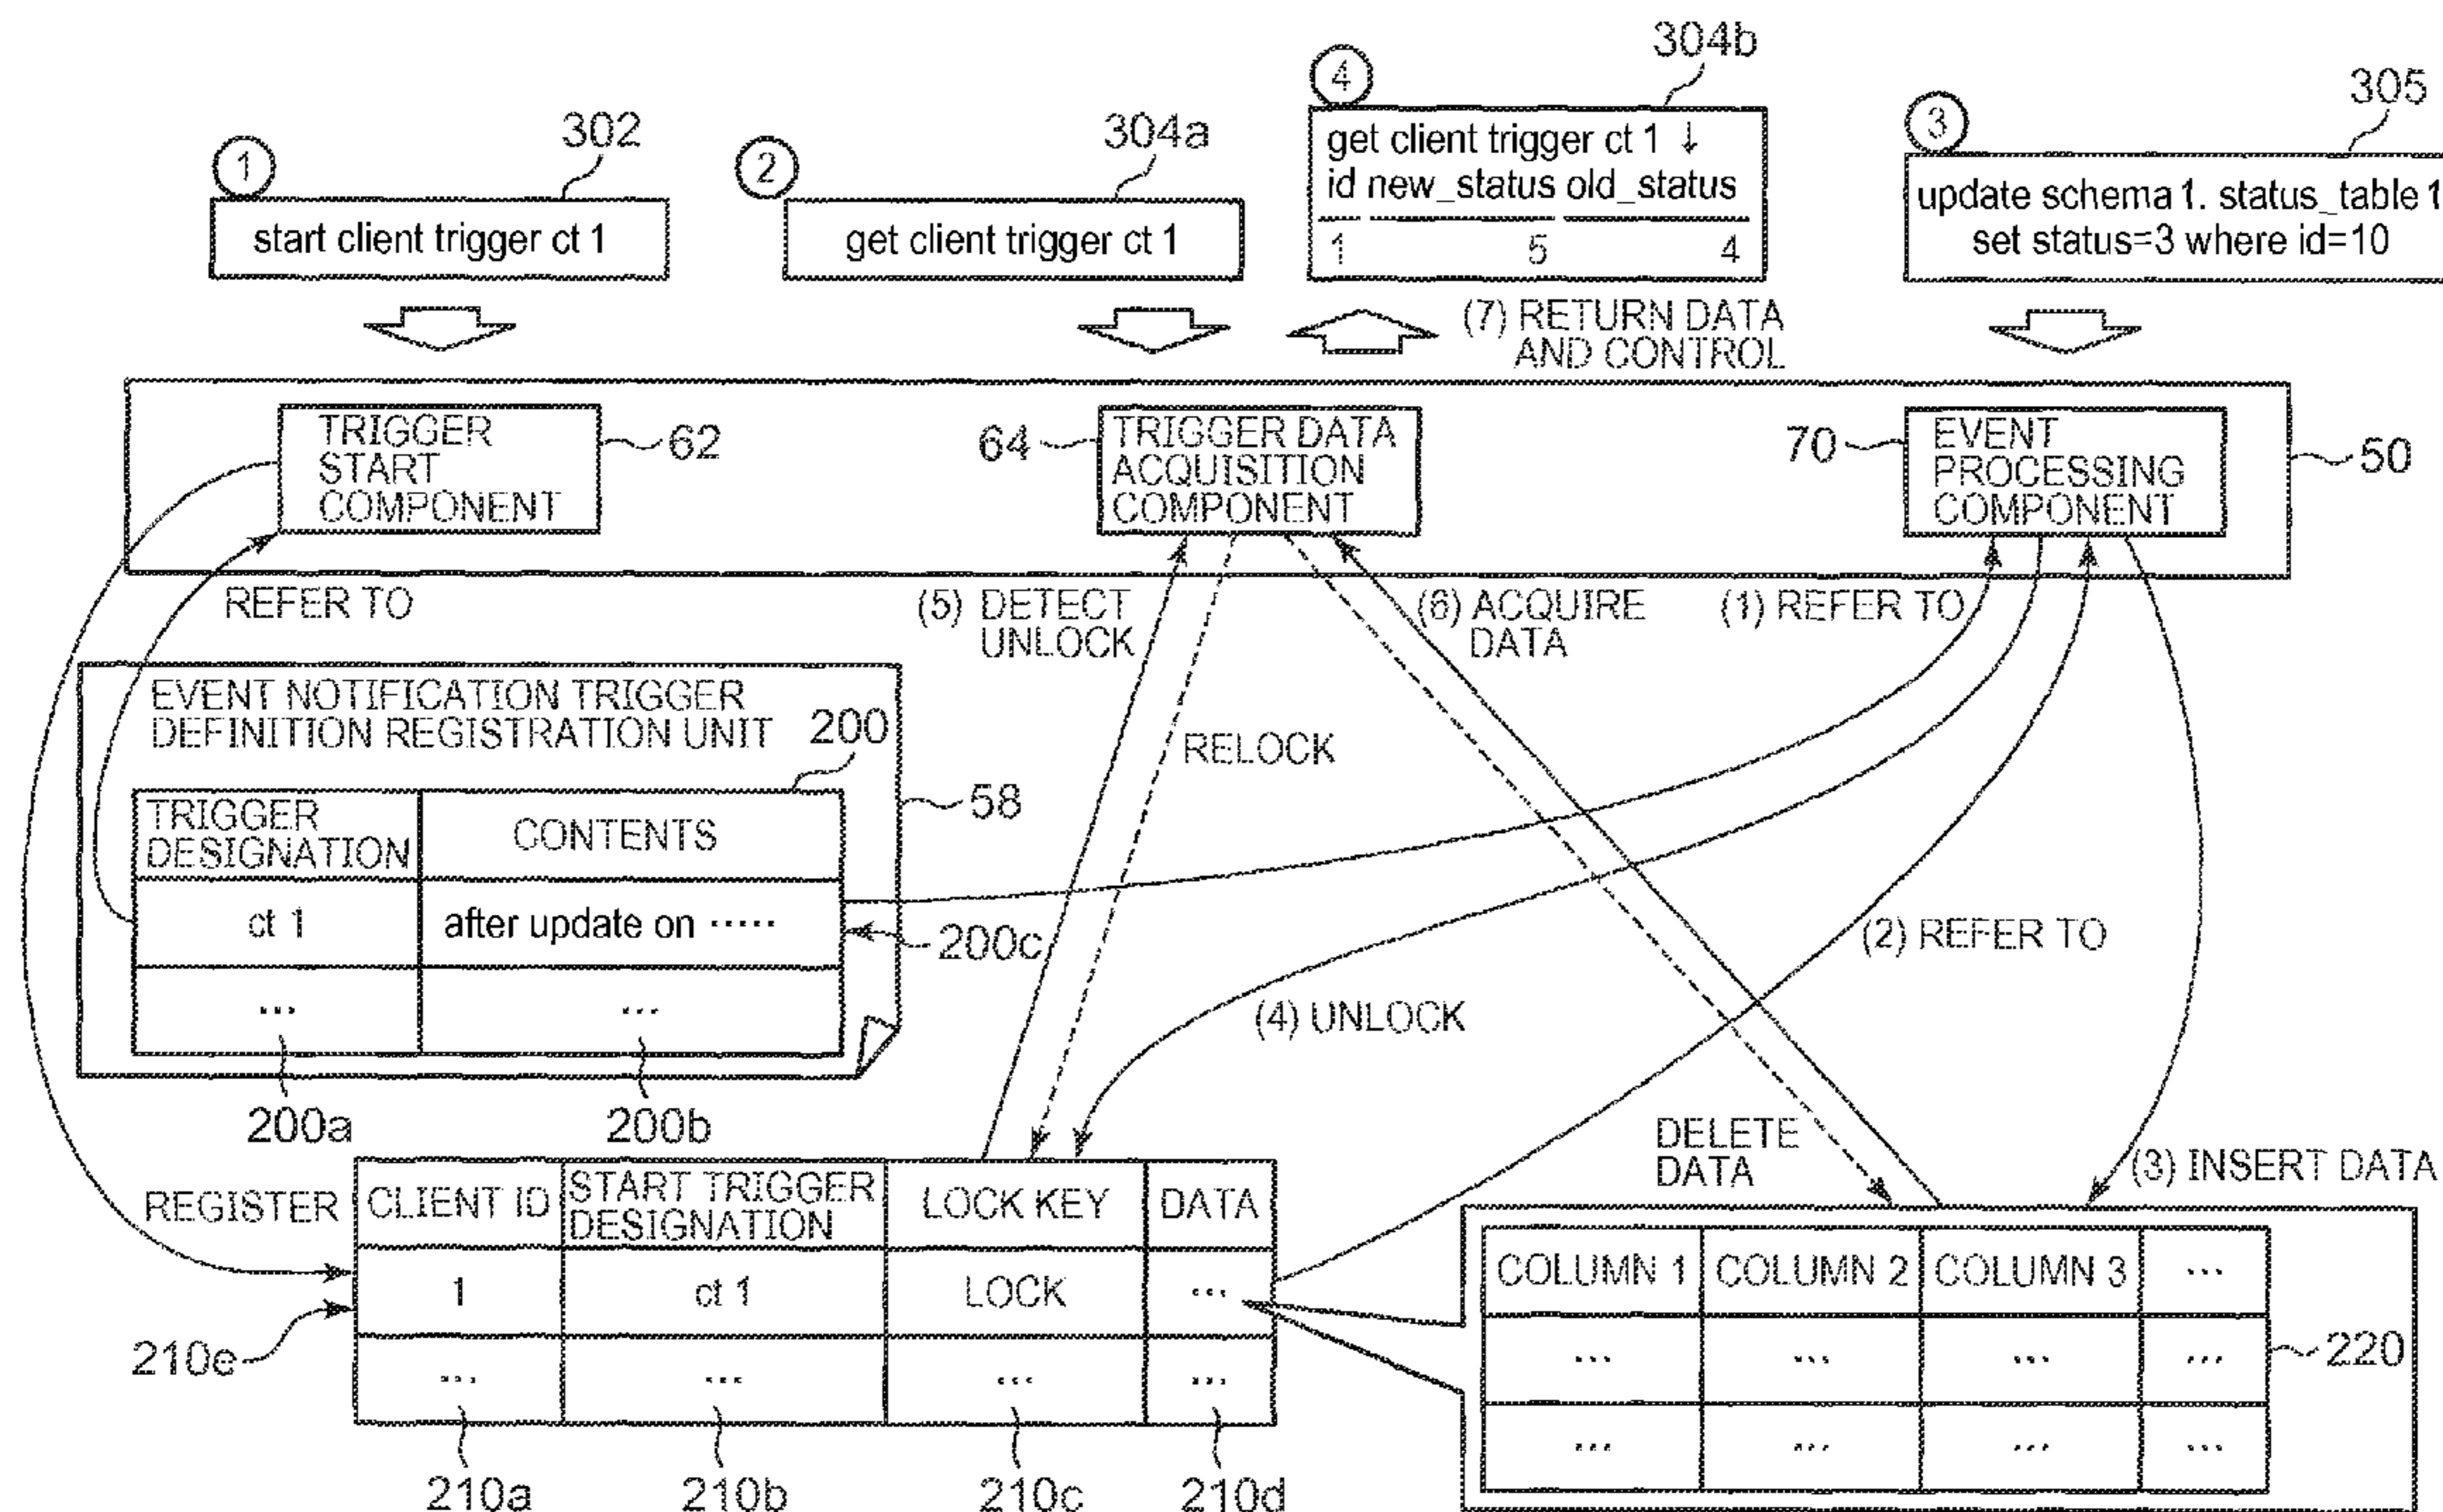 304b
④
305
302
304a
③
①
②
get client trigger ct 1 ↓
id new_status old_status
1 5 4
update schema 1. status_table 1
set status=3 where id=10
start client trigger ct 1
get client trigger ct 1
(7) RETURN DATA
AND CONTROL
TRIGGER
START
COMPONENT
62
64
TRIGGER DATA
ACQUISITION
COMPONENT
70
EVENT
PROCESSING
COMPONENT
50
REFER TO
(5) DETECT
UNLOCK
(6) ACQUIRE
DATA
(1) REFER TO
EVENT NOTIFICATION TRIGGER
DEFINITION REGISTRATION UNIT
200
RELOCK
58
TRIGGER
DESIGNATION
CONTENTS
ct 1
after update on ·····
200c
(2) REFER TO
...
...
(4) UNLOCK
200a
200b
DELETE
DATA
(3) INSERT DATA
REGISTER
CLIENT ID
START TRIGGER
DESIGNATION
LOCK KEY
DATA
1
ct 1
LOCK
...
COLUMN 1
COLUMN 2
COLUMN 3
...
210e
...
...
...
...
...
...
...
...
220
...
...
...
...
210a
210b
210c
210d